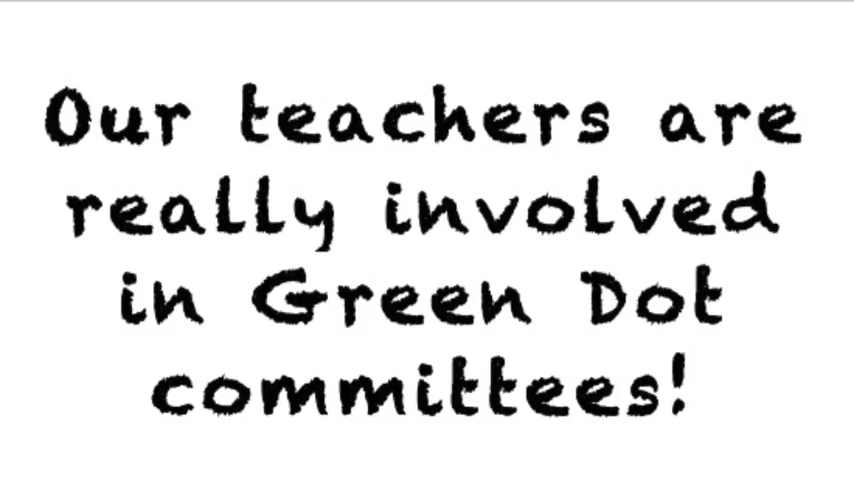 Our teachers are
really involved
in Green Dot
committees!